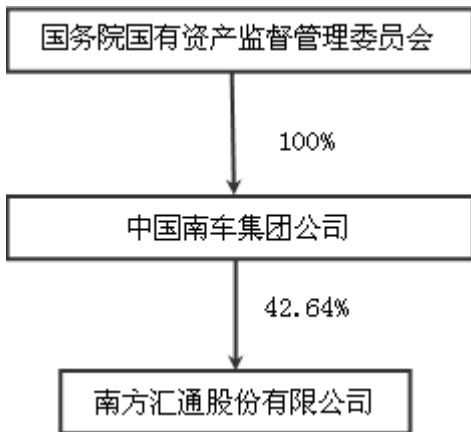 国务院国有资产监督管理委员会
100%
中国南车集团公司
42.64%
南方汇通股份有限公司